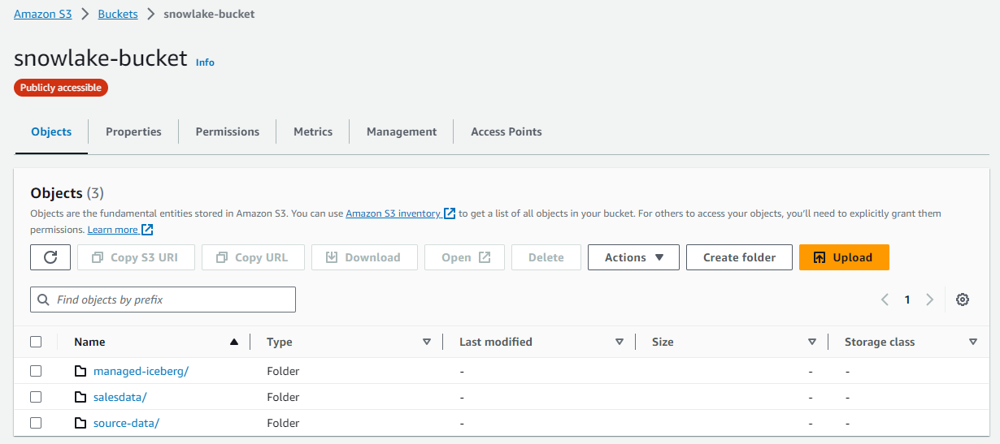 Amazon S3 > Buckets > snowlake-bucket
snowlake-bucket Info
Publicly accessible
Objects Properties Permissions Metrics Management Access Points
Objects (3)
Objects are the fundamental entities stored in Amazon S3. You can use Amazon S3 inventory to get a list of all objects in your bucket. For others to access your objects, you'll need to explicitly grant them
permissions. Learn more
Copy S3 URI Copy URL Download Open Delete Actions Create folder Upload
Find objects by prefix 1
Name Type Last modified Size Storage class
managed-iceberg/ Folder - - -
salesdata/ Folder - - -
source-data/ Folder - - -